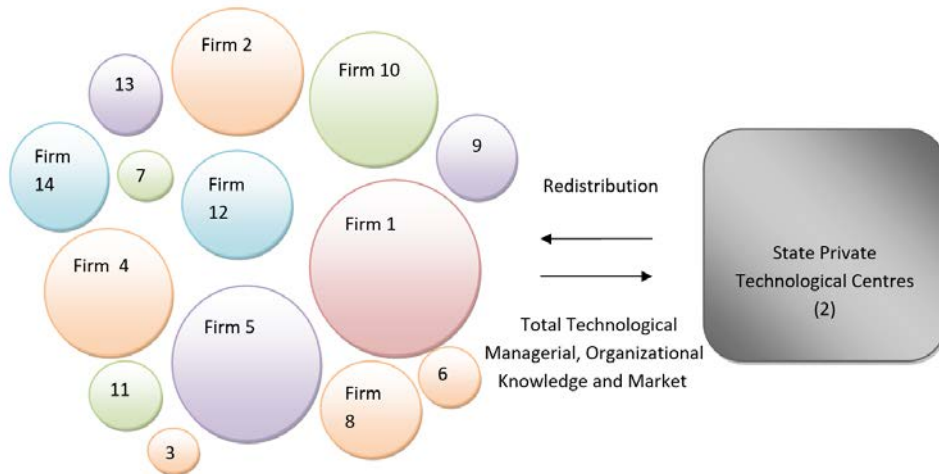 Firm 2
Firm 10
13
9
Firm
14
7
Firm
12
Redistribution
Firm 1
State Private
Technological Centres
(2)
Firm  4
Firm 5
Total Technological
Managerial, Organizational
Knowledge and Market
6
11
Firm
8
3